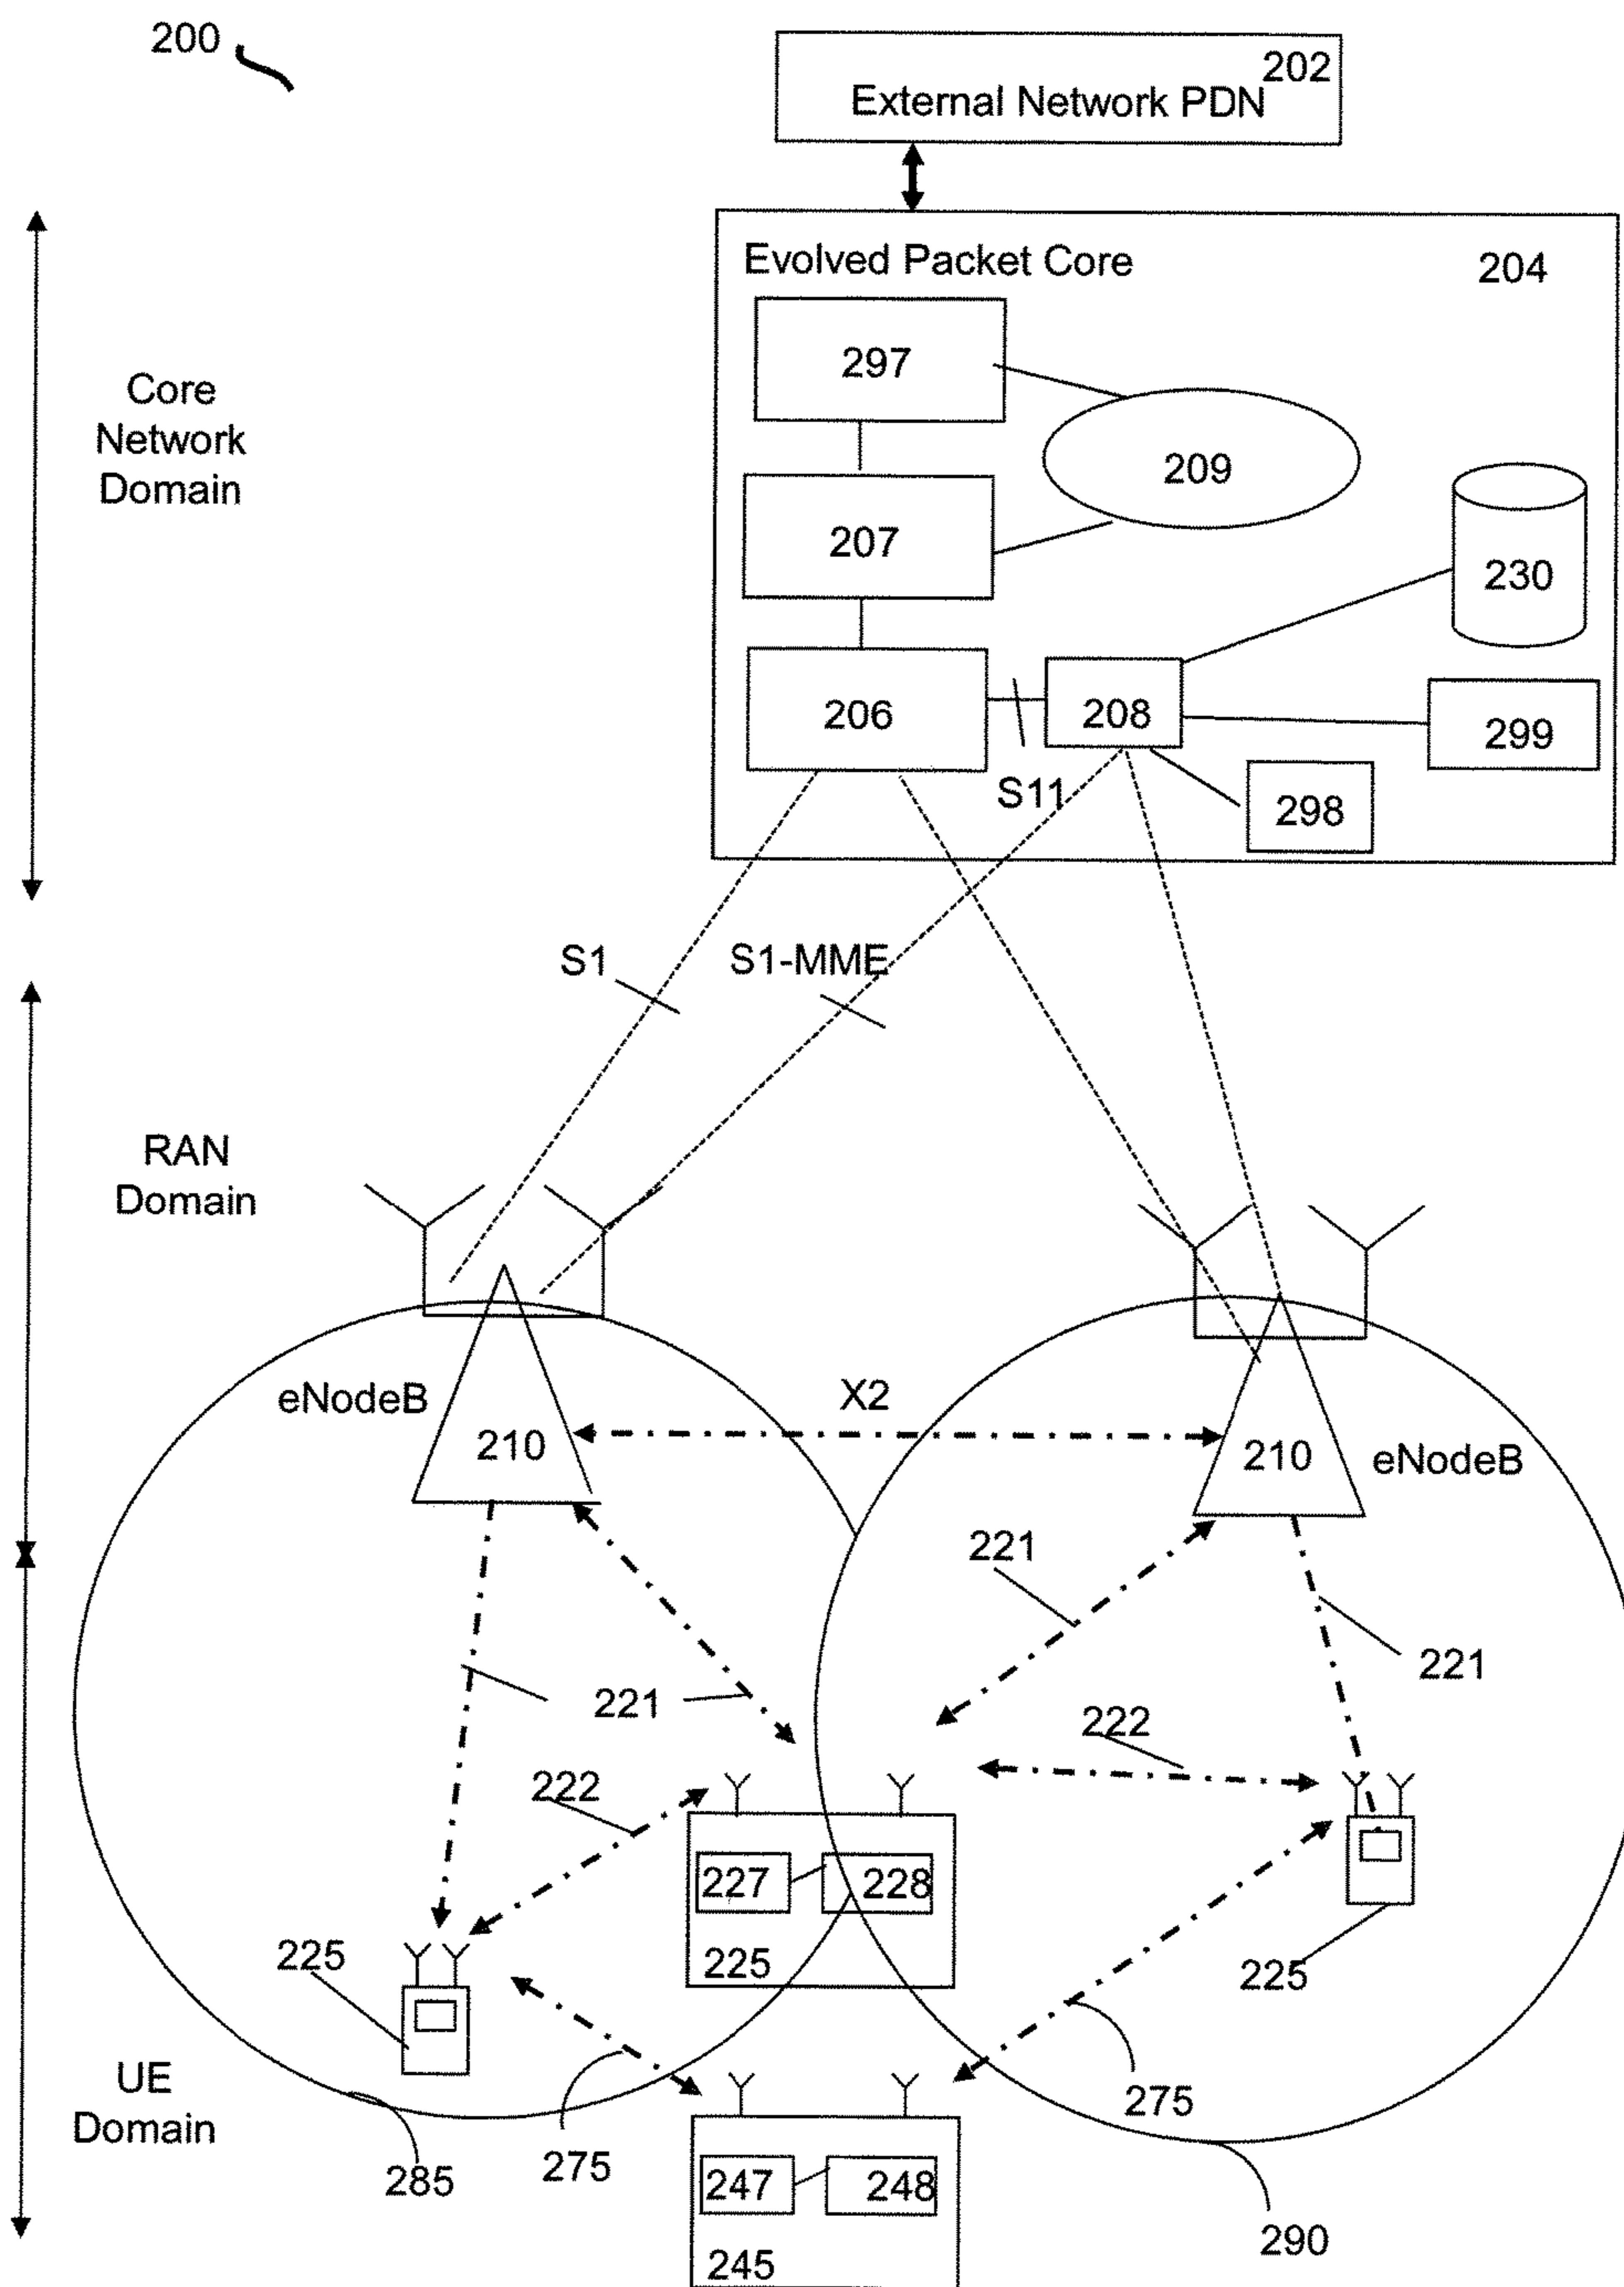 200
202
External Network PDN
Evolved Packet Core
204
297
Core
Network
Domain
209
207
230
206
208
299
S11
298
S1
S1-MME
RAN
Domain
eNodeB
X2
210
210
eNodeB
221
221
221
222
222
227
228
225
225
225
UE
Domain
275
275
285
247
248
290
245